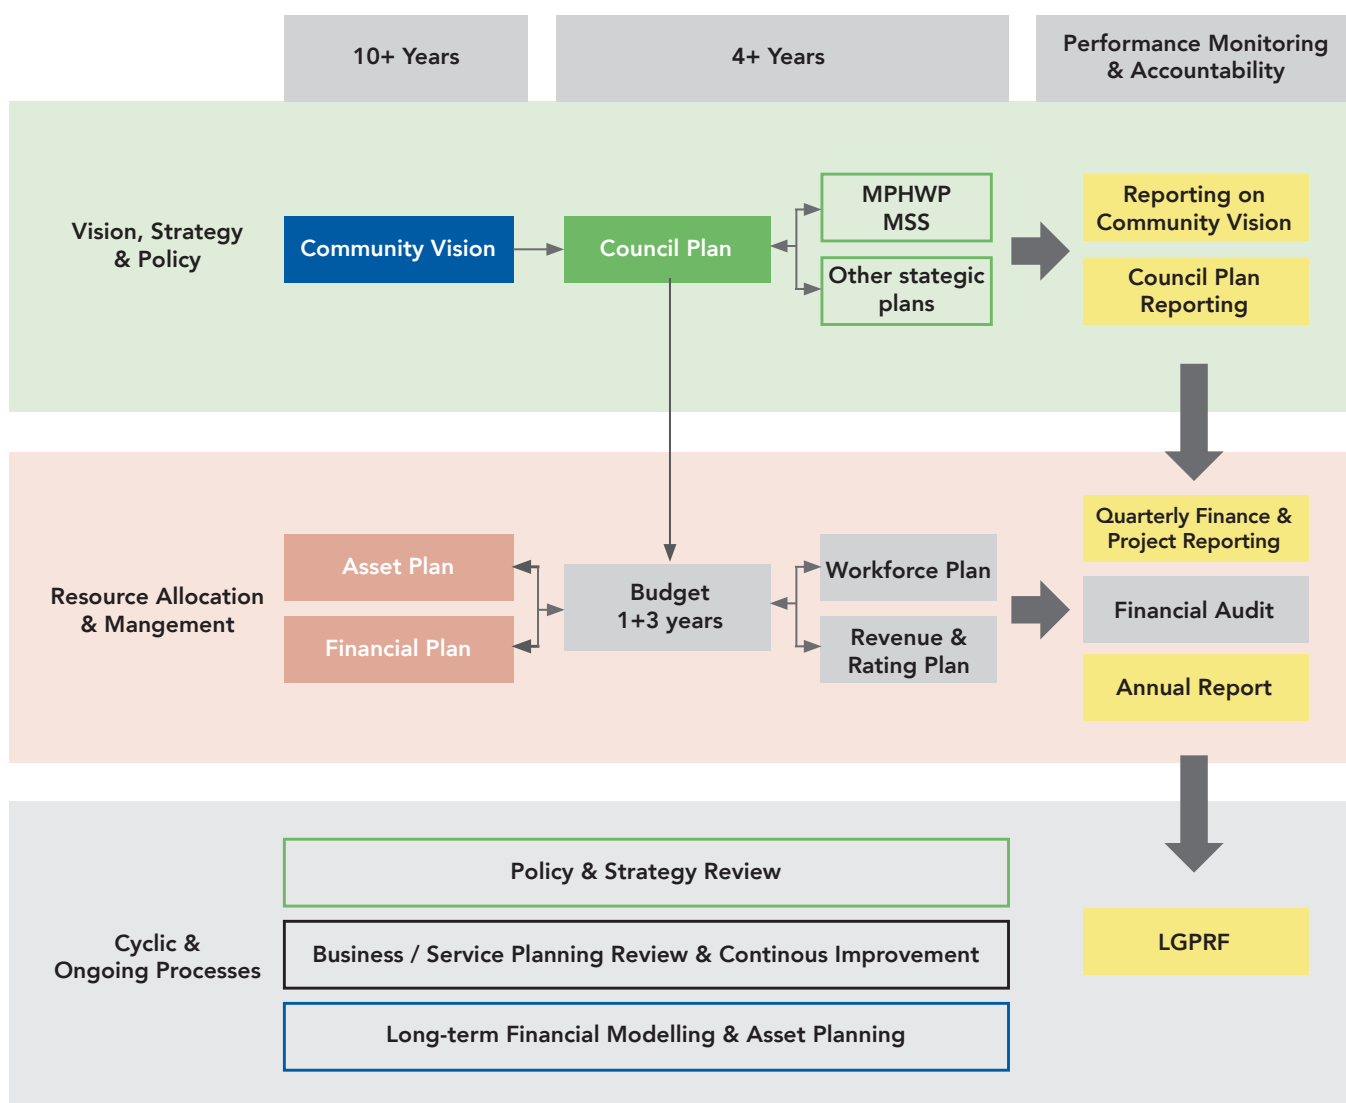 10+ Years
4+ Years
Performance Monitoring
& Accountability
Vision, Strategy
& Policy
Community Vision
Council Plan
MPHWP
MSS
Other stategic
plans
Reporting on
Community Vision
Council Plan
Reporting
Resource Allocation
& Mangement
Asset Plan
Financial Plan
Budget
1+3 years
Workforce Plan
Revenue &
Rating Plan
Quarterly Finance &
Project Reporting
Financial Audit
Annual Report
Cyclic &
Ongoing Processes
Policy & Strategy Review
Business / Service Planning Review & Continous Improvement
Long-term Financial Modelling & Asset Planning
LGPRF